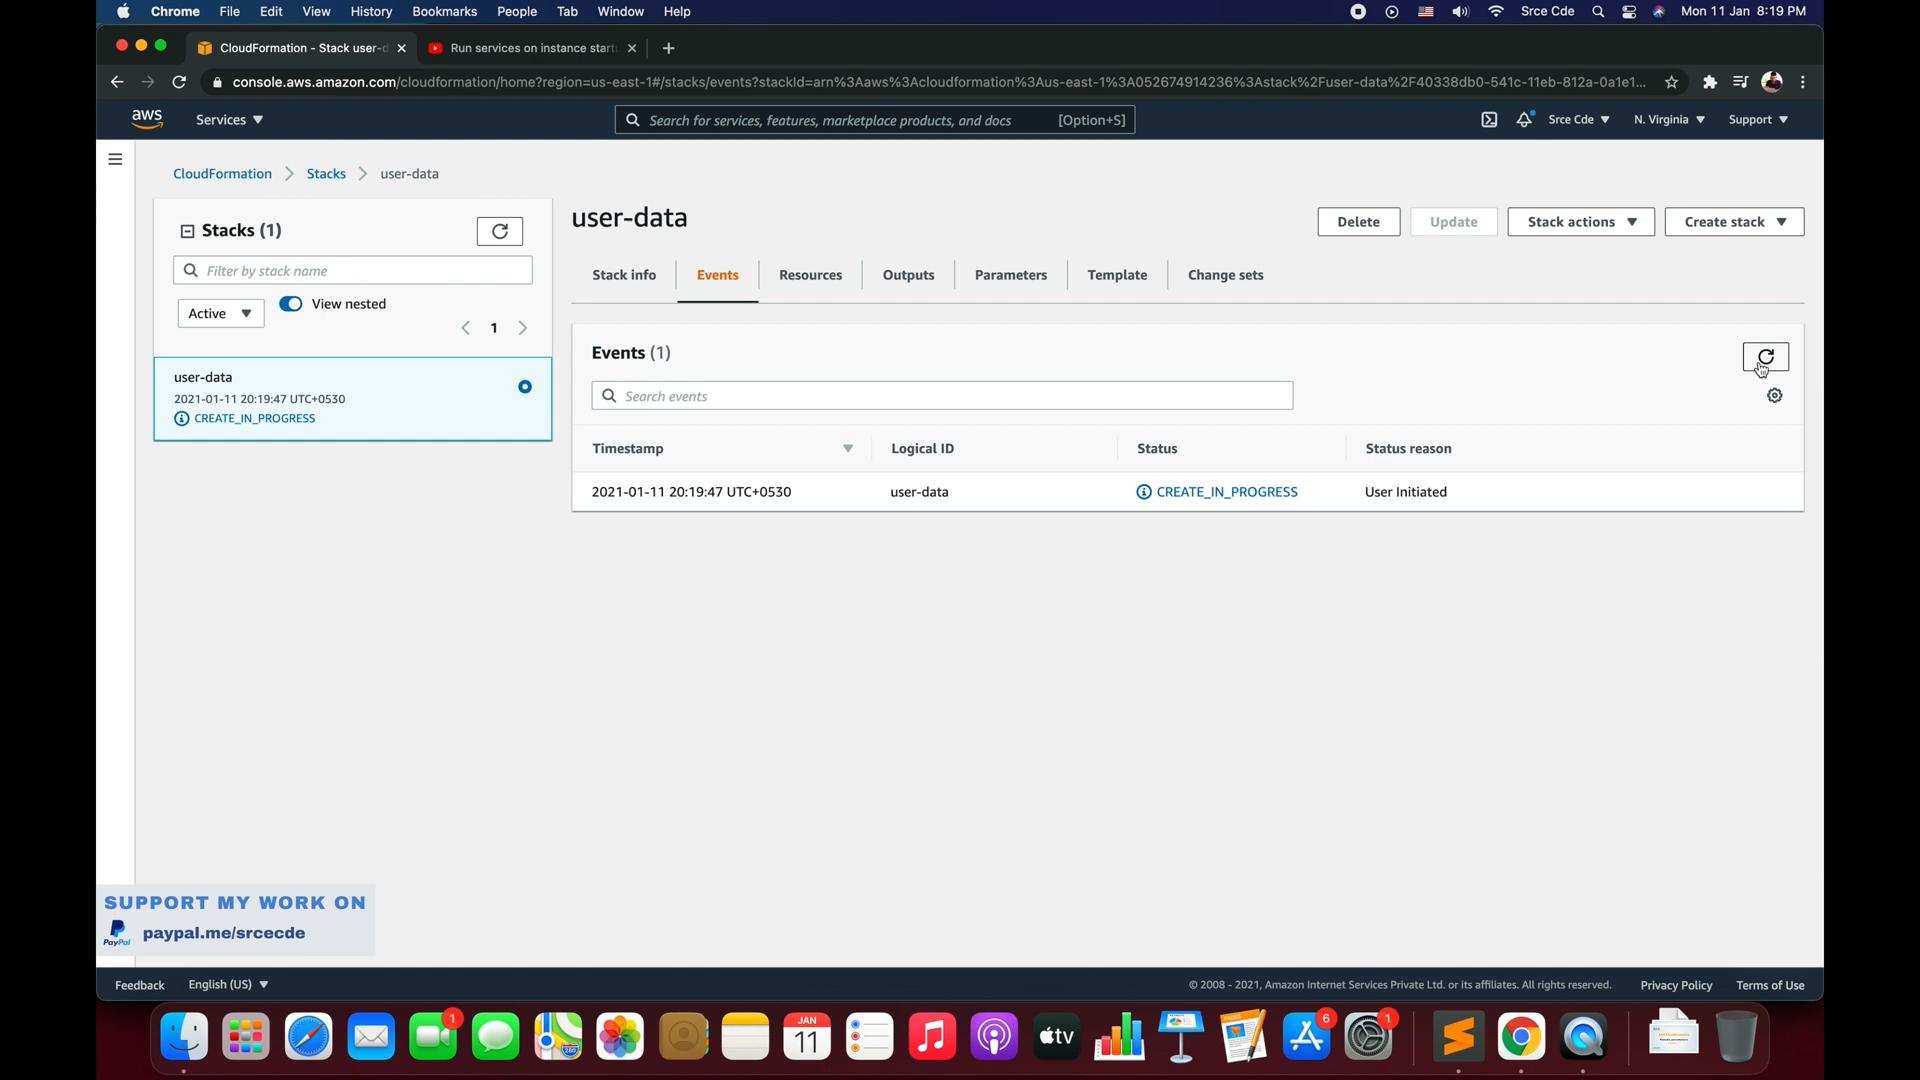 Chrome File Edit View History Bookmarks People Tab Window Help Srce Cde Mon 11 Jan 8:19 PM
CloudFormation - Stack user-d Run services on instance start
console.aws.amazon.com/cloudformation/home?region=us-east-1#/stacks/events?stackId=arn%3Aaws%3Acloudformation%3Aus-east-1%3A052674914236%3Astack%2Fuser-data%2F40338db0-541c-11eb-812a-0a1e1...
aws Services Search for services, features, marketplace products, and docs [Option+S] Srce Cde N. Virginia Support
CloudFormation Stacks user-data
Stacks (1)
Filter by stack name
Active View nested
1
user-data
2021-01-11 20:19:47 UTC+0530
CREATE_IN_PROGRESS
user-data
Delete Update Stack actions Create stack
Stack info Events Resources Outputs Parameters Template Change sets
Events (1)
Search events
Timestamp Logical ID Status Status reason
2021-01-11 20:19:47 UTC+0530 user-data CREATE_IN_PROGRESS User Initiated
SUPPORT MY WORK ON
PayPal paypal.me/srcecde
Feedback English (US) © 2008 - 2021, Amazon Internet Services Private Ltd. or its affiliates. All rights reserved. Privacy Policy Terms of Use
1 JAN 11 tv PAGES 6 1
280